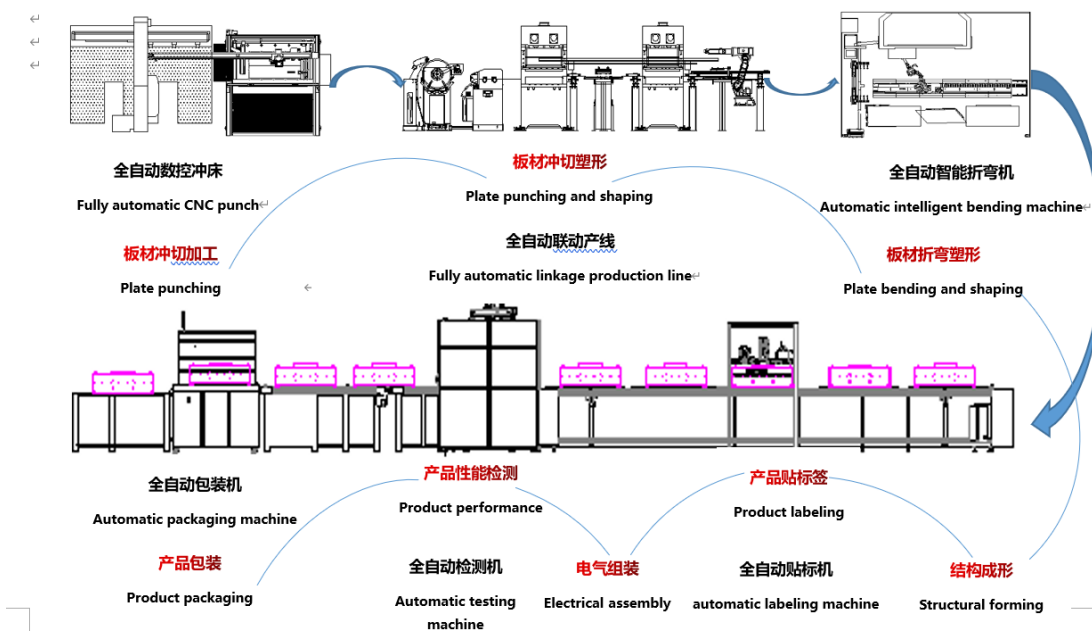 全自动数控冲床
Fully automatic CNC punch
板材冲切塑形
Plate punching and shaping
全自动智能折弯机
Automatic intelligent bending machine
板材冲切加工
Plate punching
全自动联动产线
Fully automatic linkage production line
板材折弯塑形
Plate bending and shaping
全自动包装机
Automatic packaging machine
产品性能检测
Product performance
产品贴标签
Product labeling
产品包装
Product packaging
全自动检测机
Automatic testing
machine
电气组装
Electrical assembly
全自动贴标机
automatic labeling machine
结构成形
Structural forming